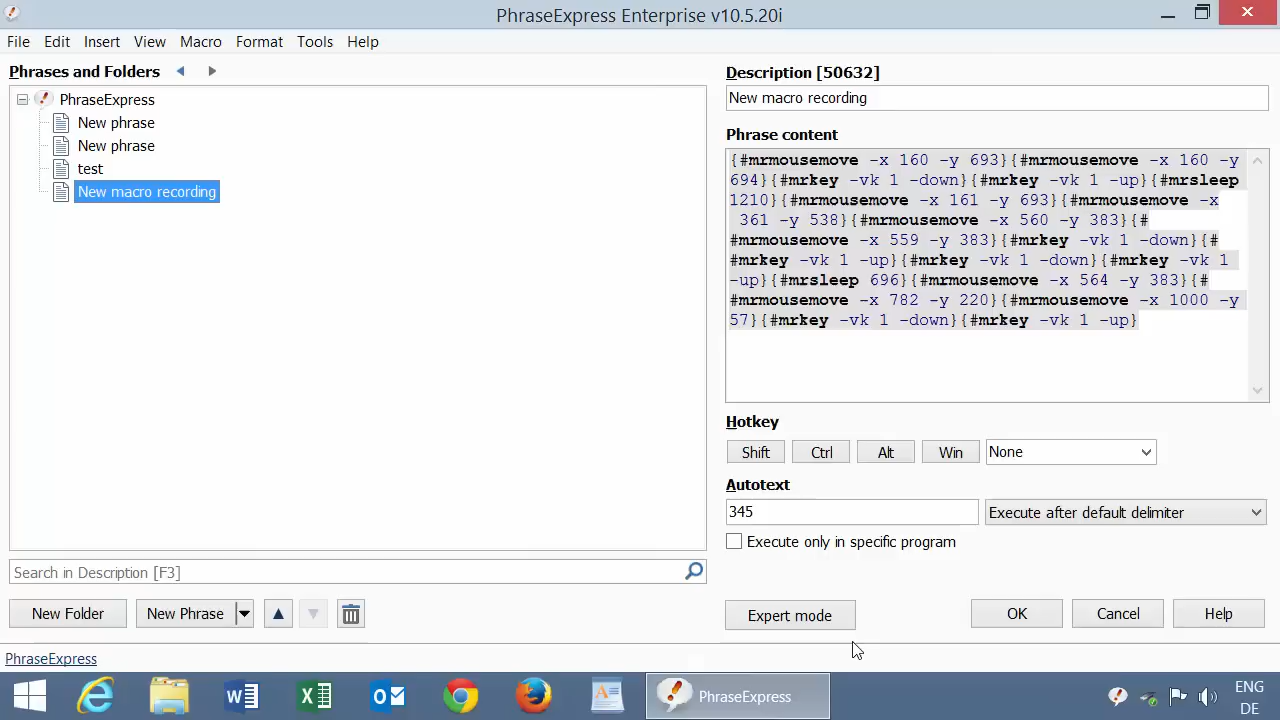 PhraseExpress Enterprise v10.5.20i
File Edit Insert View Macro Format Tools Help
Phrases and Folders
PhraseExpress
New phrase
New phrase
test
New macro recording
Search in Description [F3]
New Folder New Phrase
Description [50632]
New macro recording
Phrase content
{#mrmousemove -x 160 -y 693}{#mrmousemove -x 160 -y
694}{#mrkey -vk 1 -down}{#mrkey -vk 1 -up}{#mrsleep
1210}{#mrmousemove -x 161 -y 693}{#mrmousemove -x
361 -y 538}{#mrmousemove -x 560 -y 383}{#
#mrmousemove -x 559 -y 383}{#mrkey -vk 1 -down}{#
#mrkey -vk 1 -up}{#mrkey -vk 1 -down}{#mrkey -vk 1
-up}{#mrsleep 696}{#mrmousemove -x 564 -y 383}{#
#mrmousemove -x 782 -y 220}{#mrmousemove -x 1000 -y
57}{#mrkey -vk 1 -down}{#mrkey -vk 1 -up}
Hotkey
Shift Ctrl Alt Win None
Autotext
345 Execute after default delimiter
Execute only in specific program
Expert mode OK Cancel Help
PhraseExpress
PhraseExpress
ENG
DE